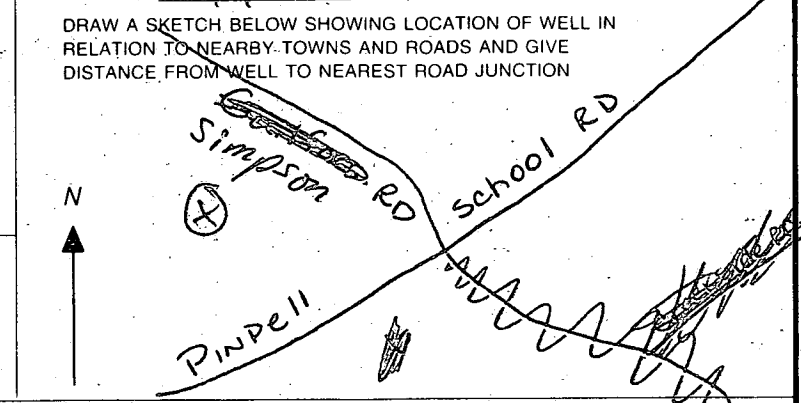 DRAW A SKETCH BELOW SHOWING LOCATION OF WELL IN
RELATION TO NEARBY TOWNS AND ROADS AND GIVE
DISTANCE FROM WELL TO NEAREST ROAD JUNCTION
Simpson RD
School RD
N
X
Pindell